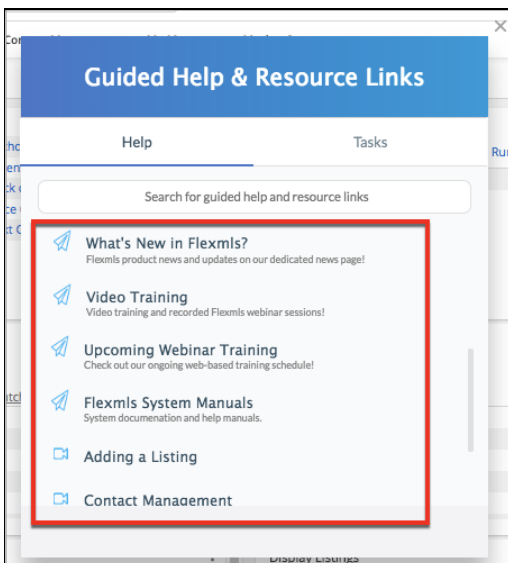 Guided Help & Resource Links
Help
Tasks
Search for guided help and resource links
What's New in Flexmls?
Flexmls product news and updates on our dedicated news page!
Video Training
Video training and recorded Flexmls webinar sessions!
Upcoming Webinar Training
Check out our ongoing web-based training schedule!
Flexmls System Manuals
System documenation and help manuals.
Adding a Listing
Contact Management
Display Listings